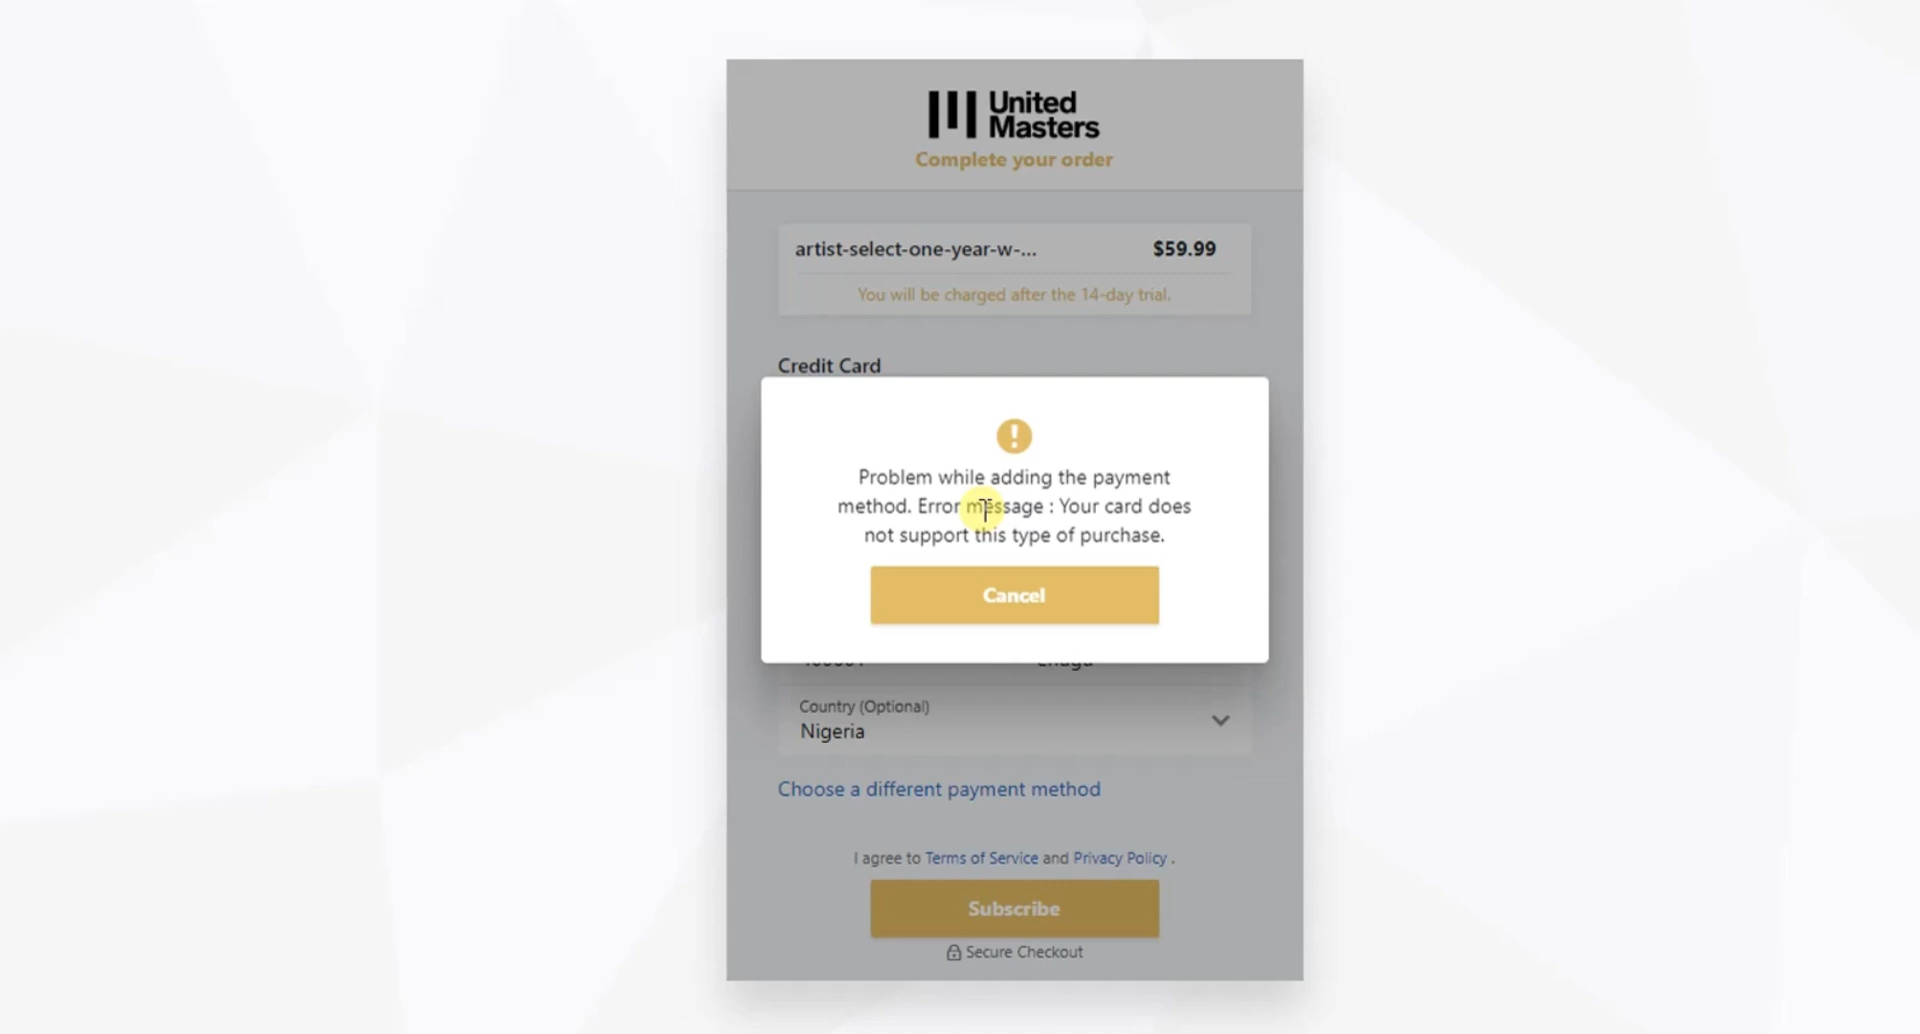 United
Masters
Complete your order
artist-select-one-year-w-... $59.99
You will be charged after the 14-day trial.
Credit Card
Problem while adding the payment
method. Error message : Your card does
not support this type of purchase.
Cancel
Country (Optional)
Nigeria
Choose a different payment method
I agree to Terms of Service and Privacy Policy .
Subscribe
Secure Checkout